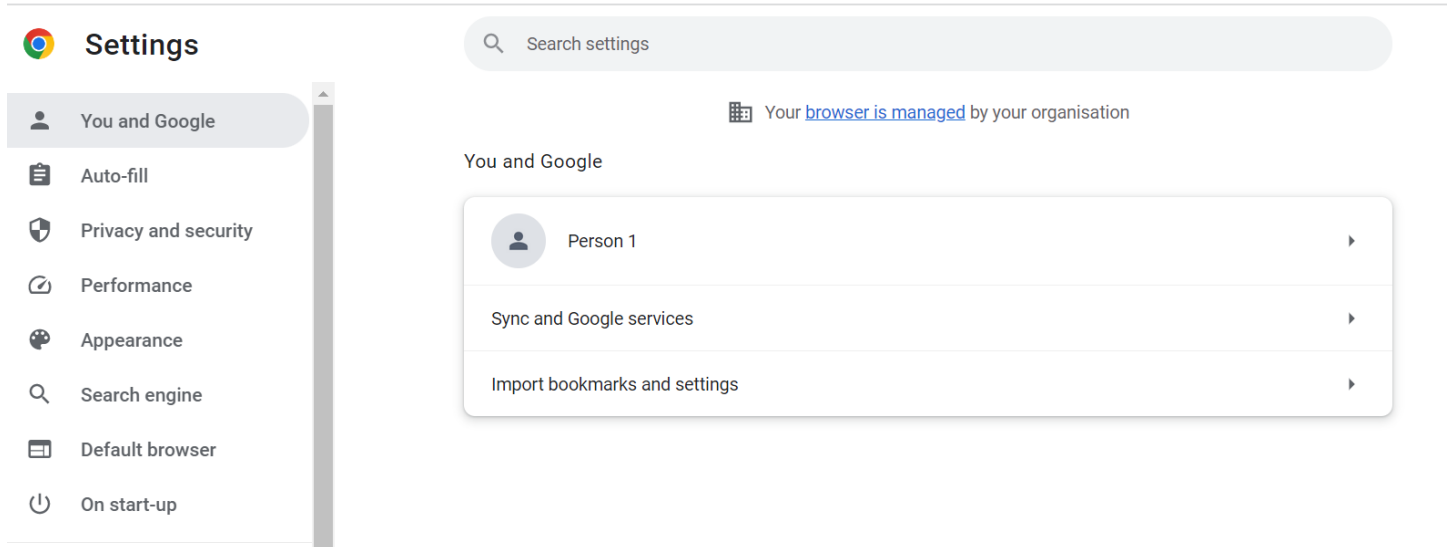 Settings
Search settings
You and Google
Auto-fill
Privacy and security
Performance
Appearance
Search engine
Default browser
On start-up
Your browser is managed by your organisation
You and Google
Person 1
Sync and Google services
Import bookmarks and settings